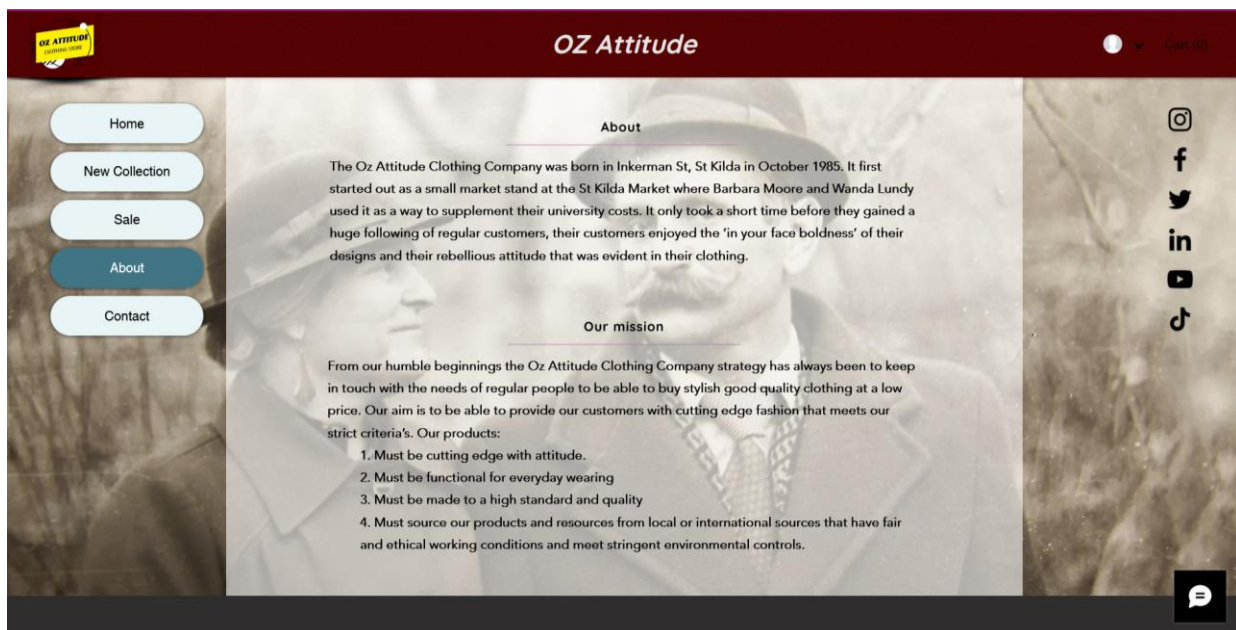 OZ ATTITUDE
CLOTHING STORE
OZ Attitude
Cart (0)
Home
New Collection
Sale
About
Contact
About
The Oz Attitude Clothing Company was born in Inkerman St, St Kilda in October 1985. It first
started out as a small market stand at the St Kilda Market where Barbara Moore and Wanda Lundy
used it as a way to supplement their university costs. It only took a short time before they gained a
huge following of regular customers, their customers enjoyed the ‘in your face boldness’ of their
designs and their rebellious attitude that was evident in their clothing.
Our mission
From our humble beginnings the Oz Attitude Clothing Company strategy has always been to keep
in touch with the needs of regular people to be able to buy stylish good quality clothing at a low
price. Our aim is to be able to provide our customers with cutting edge fashion that meets our
strict criteria’s. Our products:
1. Must be cutting edge with attitude.
2. Must be functional for everyday wearing
3. Must be made to a high standard and quality
4. Must source our products and resources from local or international sources that have fair
and ethical working conditions and meet stringent environmental controls.